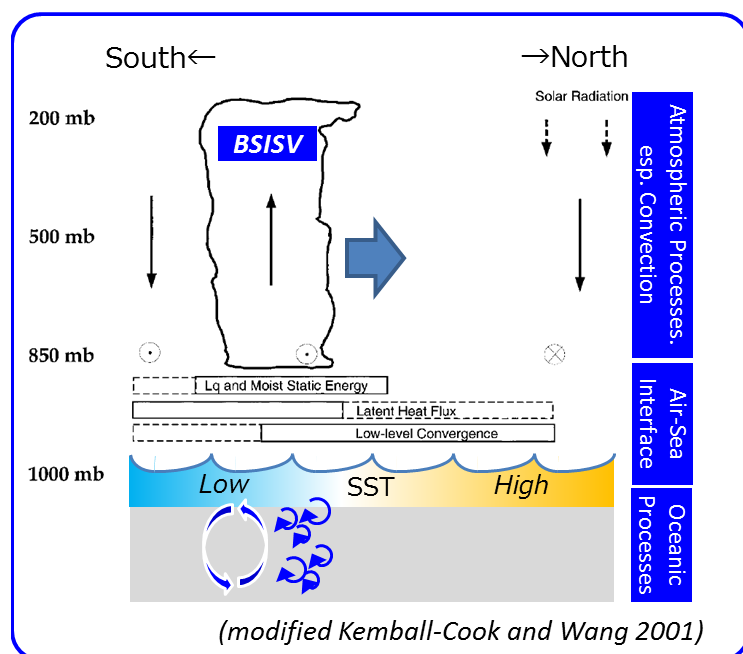 South←
→North
Solar Radiation
200 mb
BSISV
500 mb
850 mb
Lq and Moist Static Energy
Latent Heat Flux
Low-level Convergence
1000 mb
Low
SST
High
Atmospheric Processes.
esp. Convection
Air-Sea
Interface
Oceanic
Processes
(modified Kemball-Cook and Wang 2001)